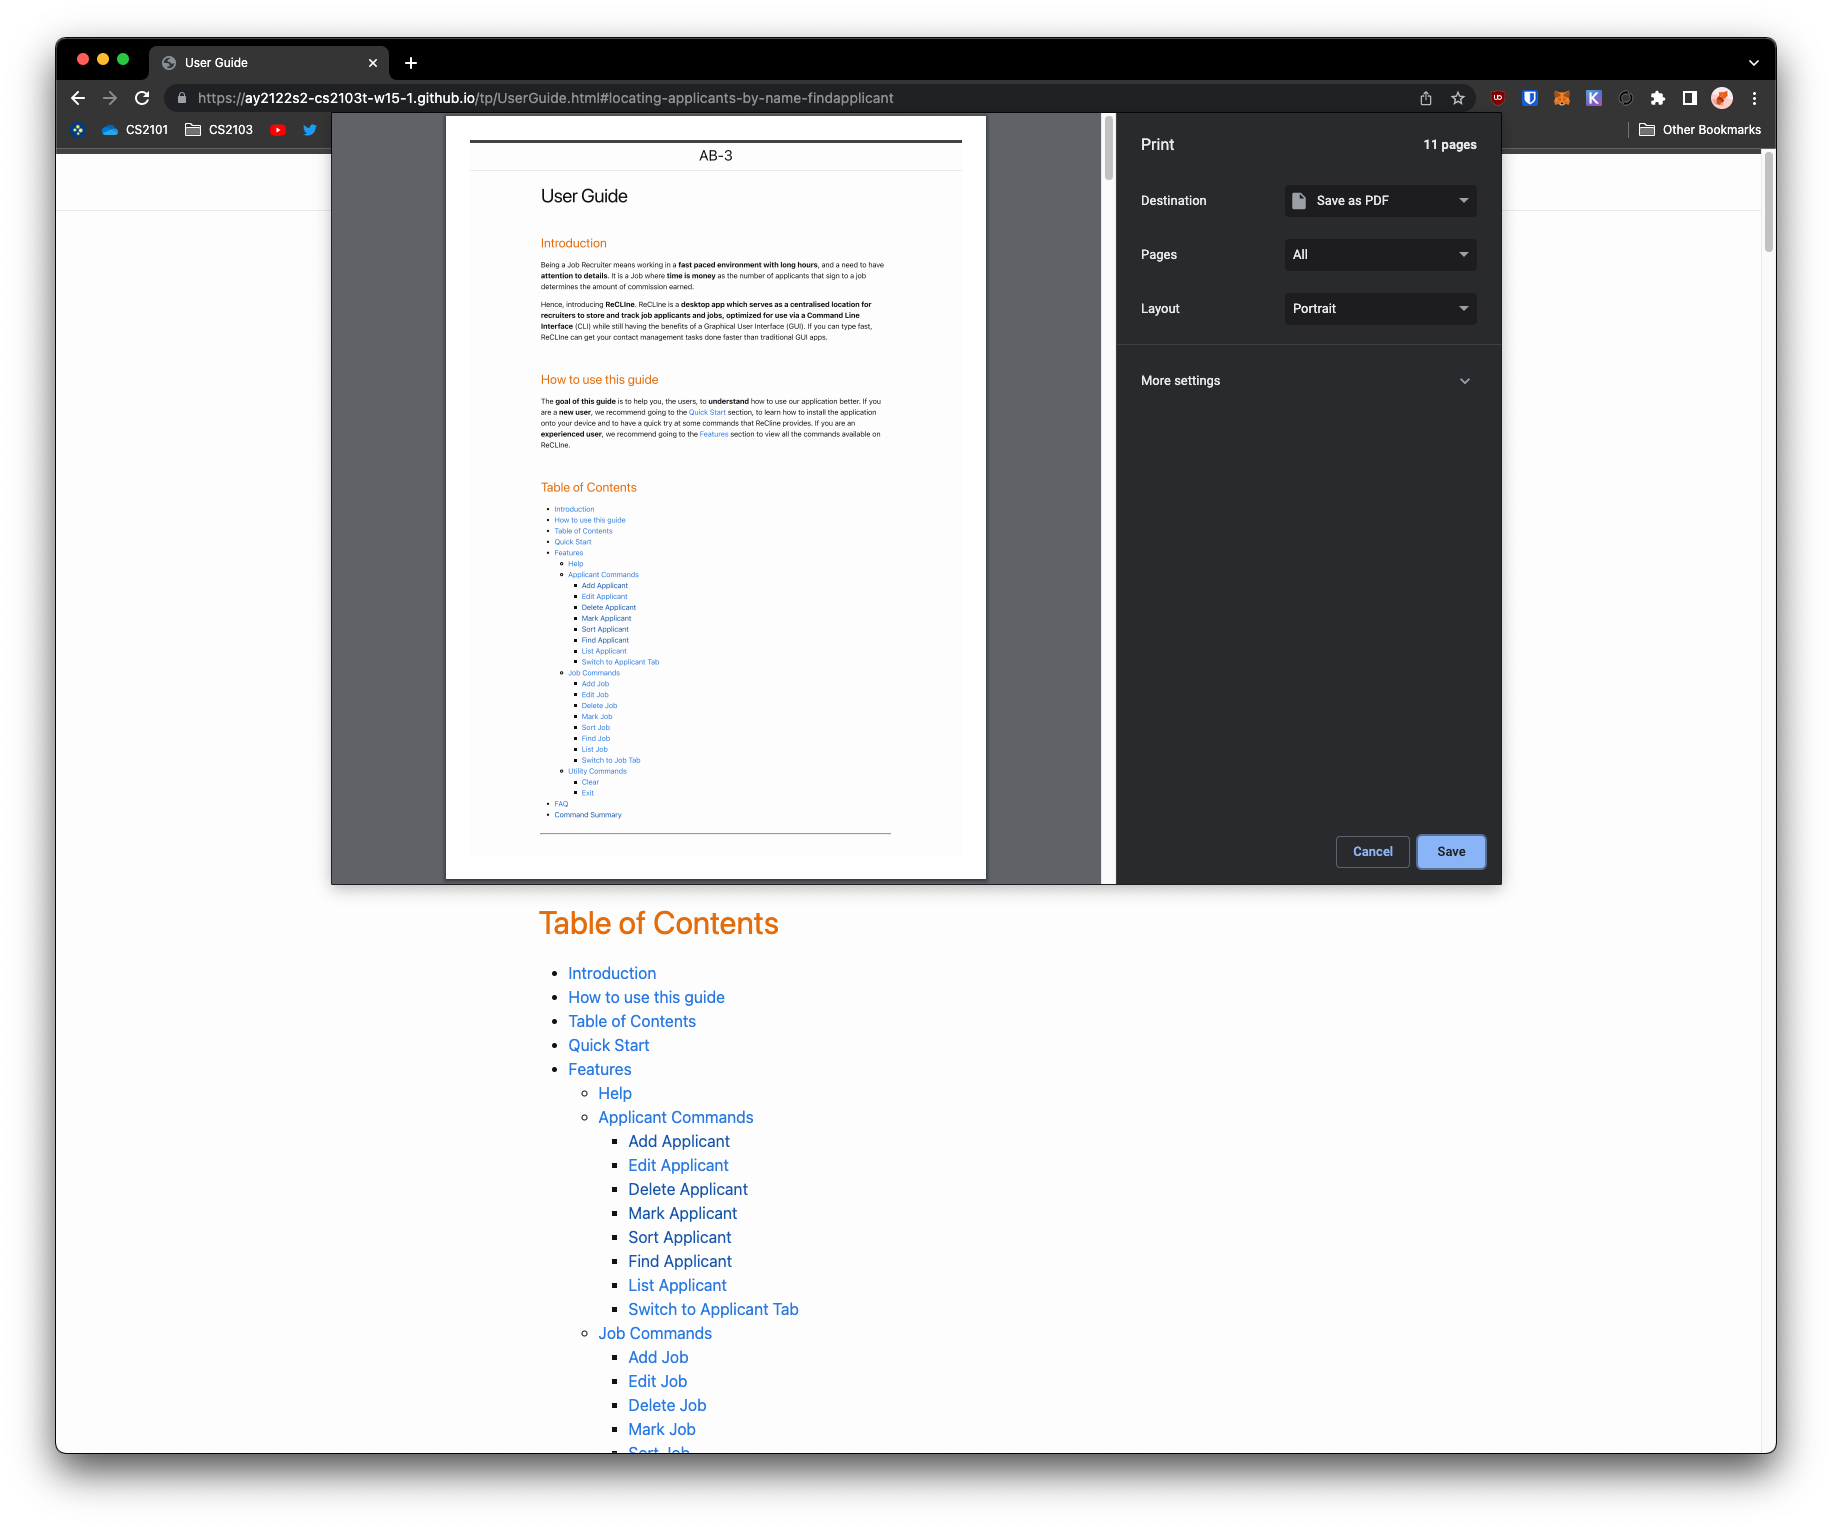 User Guide
https://ay2122s2-cs2103t-w15-1.github.io/tp/UserGuide.html#locating-applicants-by-name-findapplicant
CS2101
CS2103
Other Bookmarks
AB-3
User Guide
Introduction
Being a Job Recruiter means working in a fast paced environment with long hours, and a need to have
attention to details. It is a Job where time is money as the number of applicants that sign to a job
determines the amount of commission earned.
Hence, introducing ReCLIne. ReCLIne is a desktop app which serves as a centralised location for
recruiters to store and track job applicants and jobs, optimized for use via a Command Line
Interface (CLI) while still having the benefits of a Graphical User Interface (GUI). If you can type fast,
ReCLIne can get your contact management tasks done faster than traditional GUI apps.
How to use this guide
The goal of this guide is to help you, the users, to understand how to use our application better. If you
are a new user, we recommend going to the Quick Start section, to learn how to install the application
onto your device and to have a quick try at some commands that ReCline provides. If you are an
experienced user, we recommend going to the Features section to view all the commands available on
ReCLIne.
Table of Contents
Introduction
How to use this guide
Table of Contents
Quick Start
Features
Help
Applicant Commands
Add Applicant
Edit Applicant
Delete Applicant
Mark Applicant
Sort Applicant
Find Applicant
List Applicant
Switch to Applicant Tab
Job Commands
Add Job
Edit Job
Delete Job
Mark Job
Sort Job
Find Job
List Job
Switch to Job Tab
Utility Commands
Clear
Exit
FAQ
Command Summary
Print
11 pages
Destination
Save as PDF
Pages
All
Layout
Portrait
More settings
Cancel
Save
Table of Contents
Introduction
How to use this guide
Table of Contents
Quick Start
Features
Help
Applicant Commands
Add Applicant
Edit Applicant
Delete Applicant
Mark Applicant
Sort Applicant
Find Applicant
List Applicant
Switch to Applicant Tab
Job Commands
Add Job
Edit Job
Delete Job
Mark Job
Sort Job